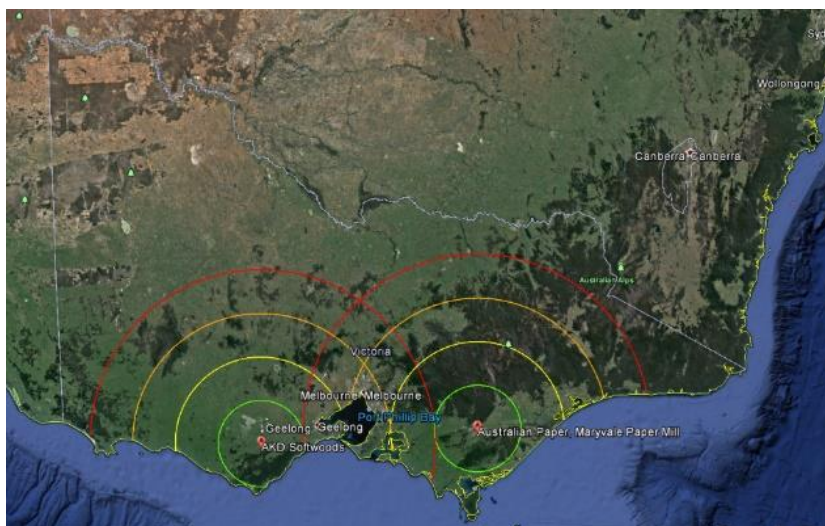 Sy
Wollongong
Canberra Canberra
Australian Alps
Victoria
Melbourne Melbourne
Port Phillip Bay
Geelong Geelong
Australian Paper, Maryvale Paper Mill
AKD Softwoods